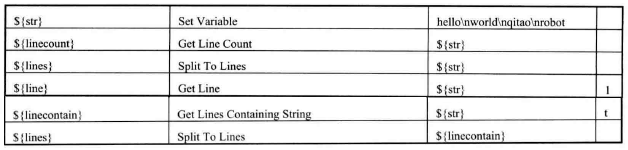 ${str} Set Variable hello\nworld\nqitao\nrobot
${linecount} Get Line Count ${str}
${lines} Split To Lines ${str}
${line} Get Line ${str} 1
${linecontain} Get Lines Containing String ${str} t
${lines} Split To Lines ${linecontain}